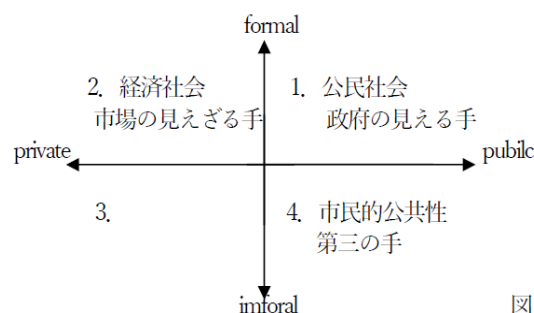 formal
2. 経済社会
市場の見えざる手
1. 公民社会
政府の見える手
private
pubilc
3.
4. 市民的公共性
第三の手
imforal
図